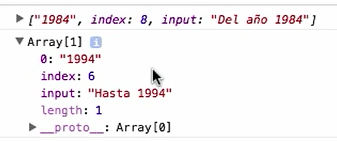 ["1984", index: 8, input: "Del año 1984"]
Array[1] i
0: "1994"
index: 6
input: "Hasta 1994"
length: 1
__proto__: Array[0]